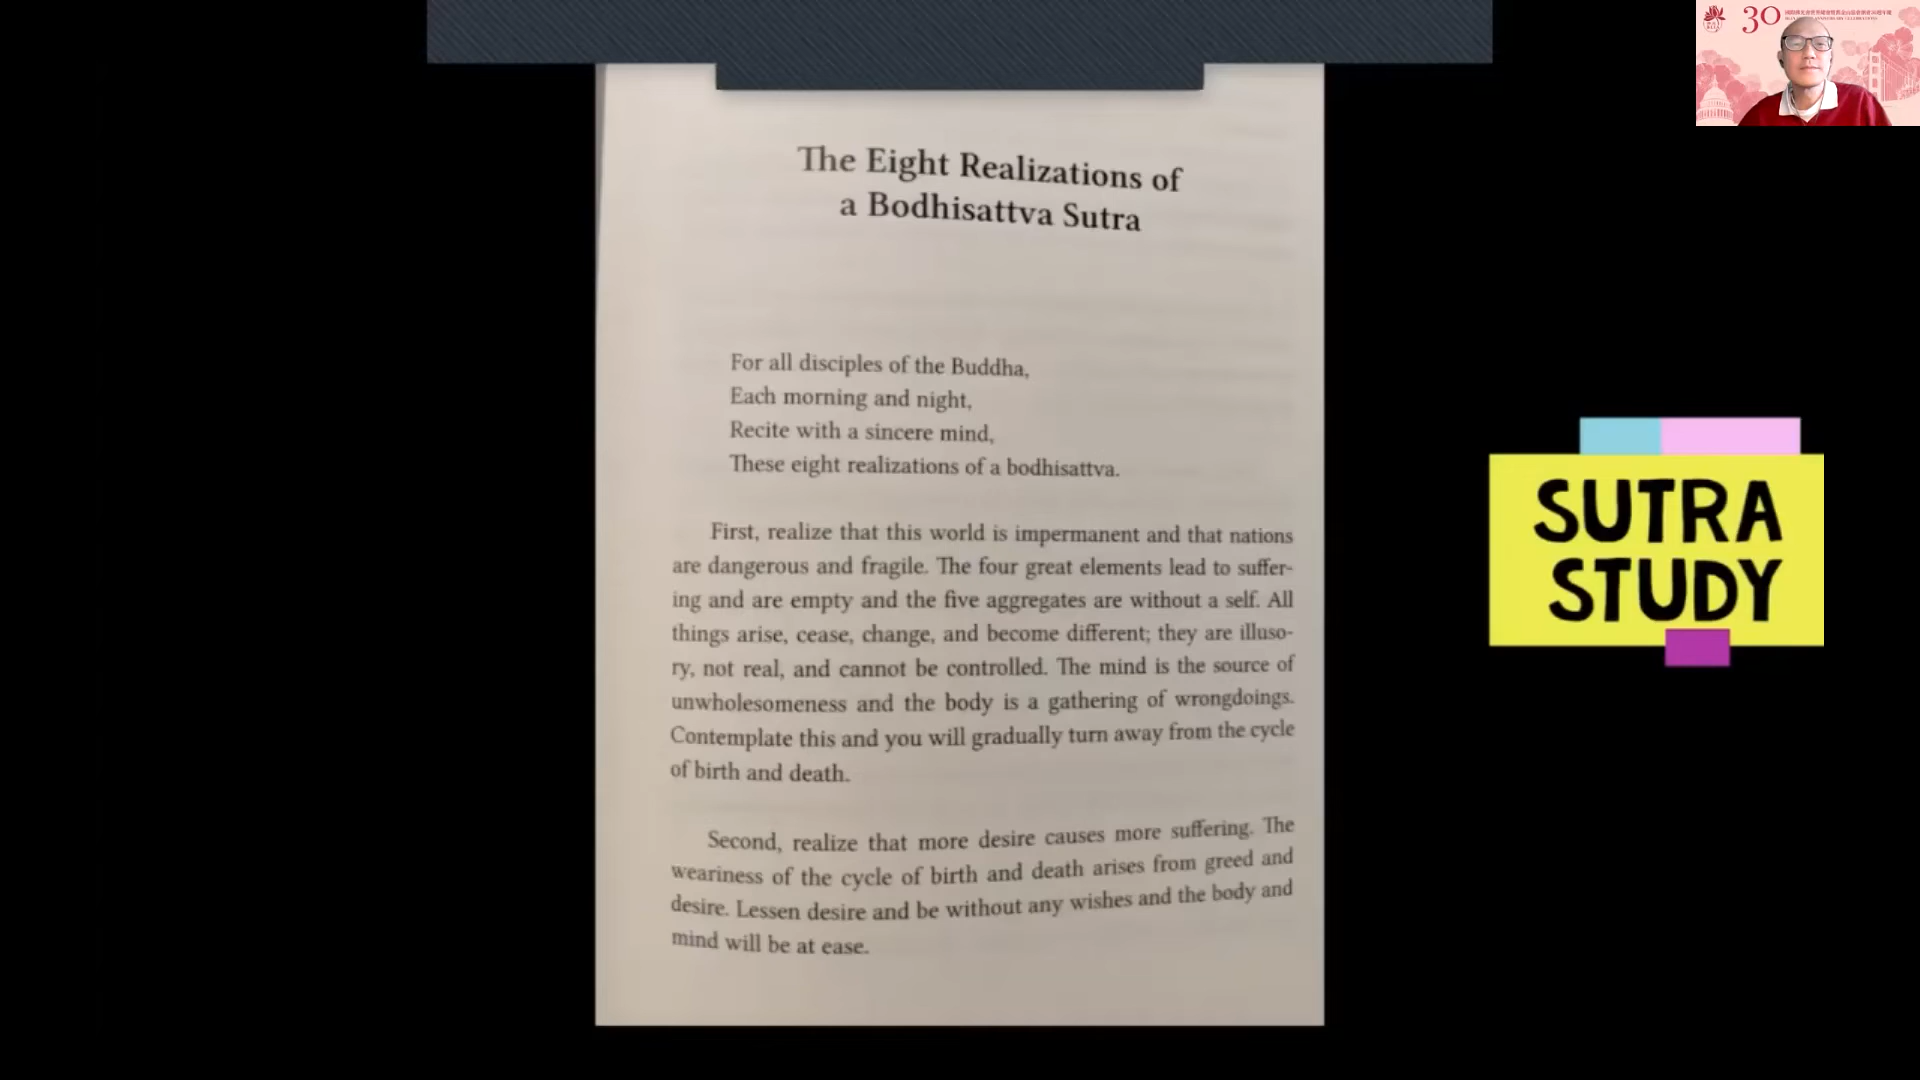 The Eight Realizations of
a Bodhisattva Sutra
For all disciples of the Buddha,
Each morning and night,
Recite with a sincere mind,
These eight realizations of a bodhisattva.
First, realize that this world is impermanent and that nations
are dangerous and fragile. The four great elements lead to suffer-
ing and are empty and the five aggregates are without a self. All
things arise, cease, change, and become different; they are illuso-
ry, not real, and cannot be controlled. The mind is the source of
unwholesomeness and the body is a gathering of wrongdoings.
Contemplate this and you will gradually turn away from the cycle
of birth and death.
Second, realize that more desire causes more suffering. The
weariness of the cycle of birth and death arises from greed and
desire. Lessen desire and be without any wishes and the body and
mind will be at ease.
SUTRA
STUDY
30